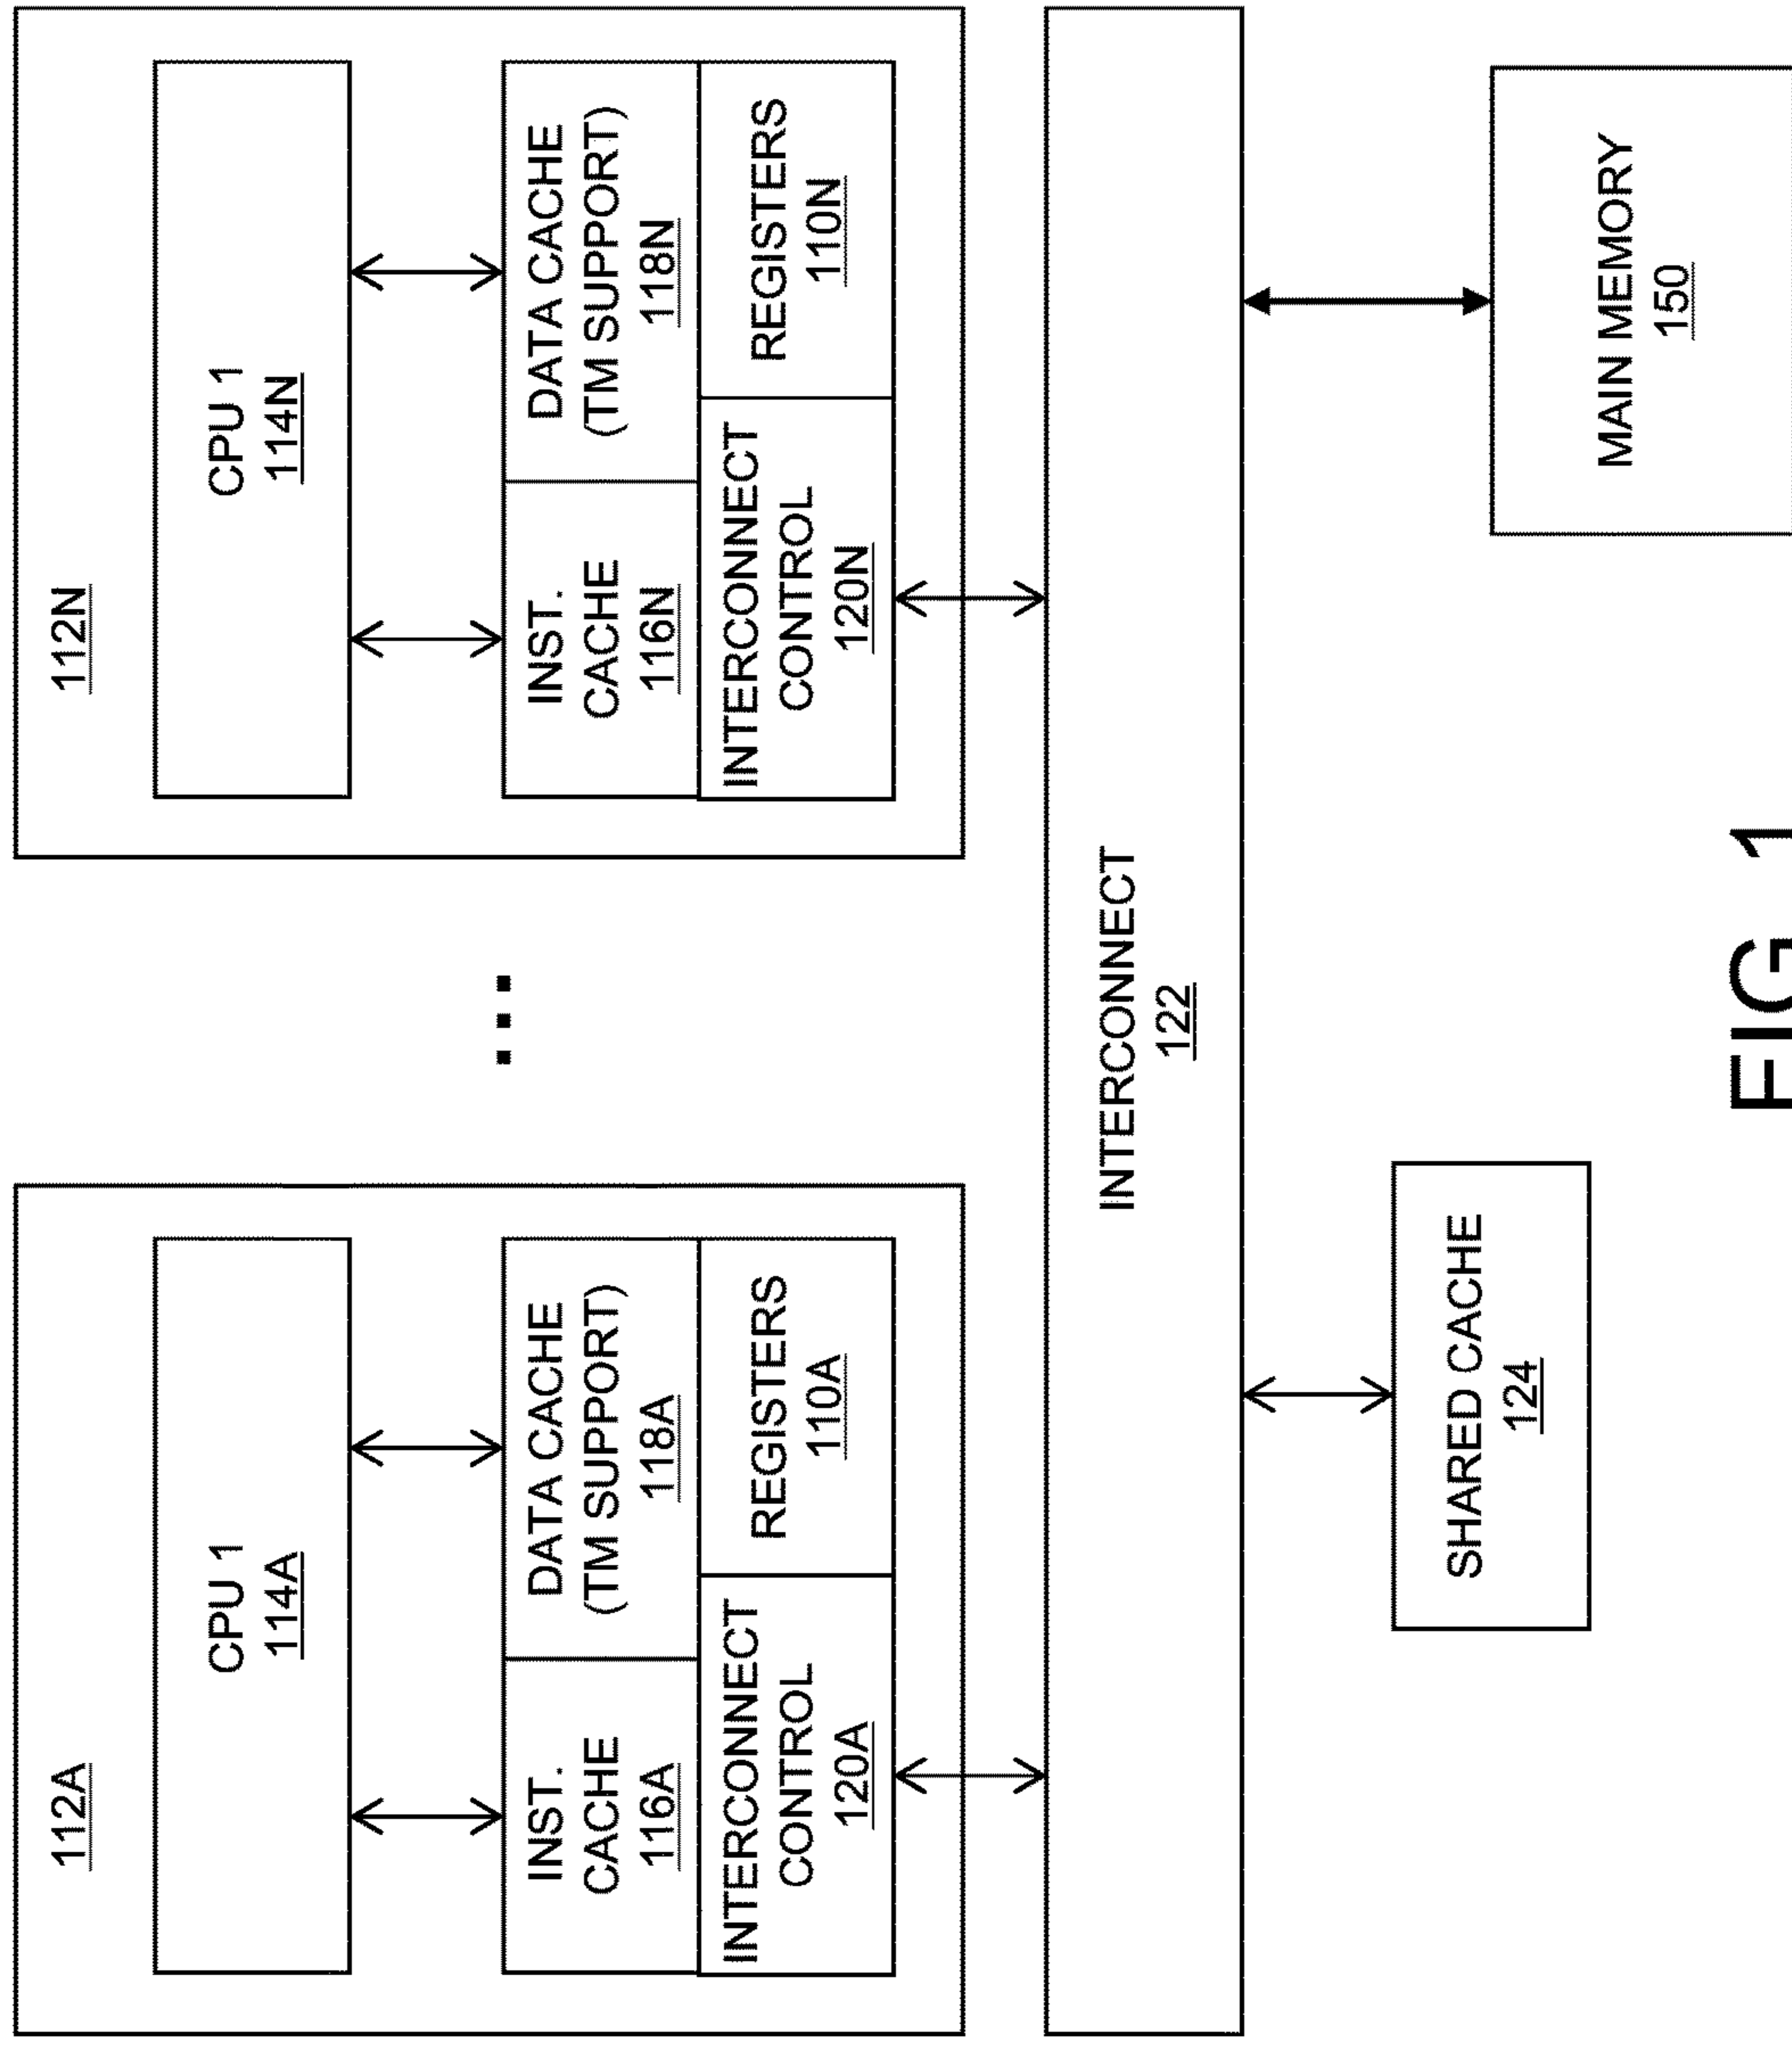 112A
CPU 1
114A
INST.
CACHE
116A
DATA CACHE
(TM SUPPORT)
118A
INTERCONNECT
CONTROL
120A
REGISTERS
110A
...
112N
CPU 1
114N
INST.
CACHE
116N
DATA CACHE
(TM SUPPORT)
118N
INTERCONNECT
CONTROL
120N
REGISTERS
110N
INTERCONNECT
122
SHARED CACHE
124
MAIN MEMORY
150
FIG 1